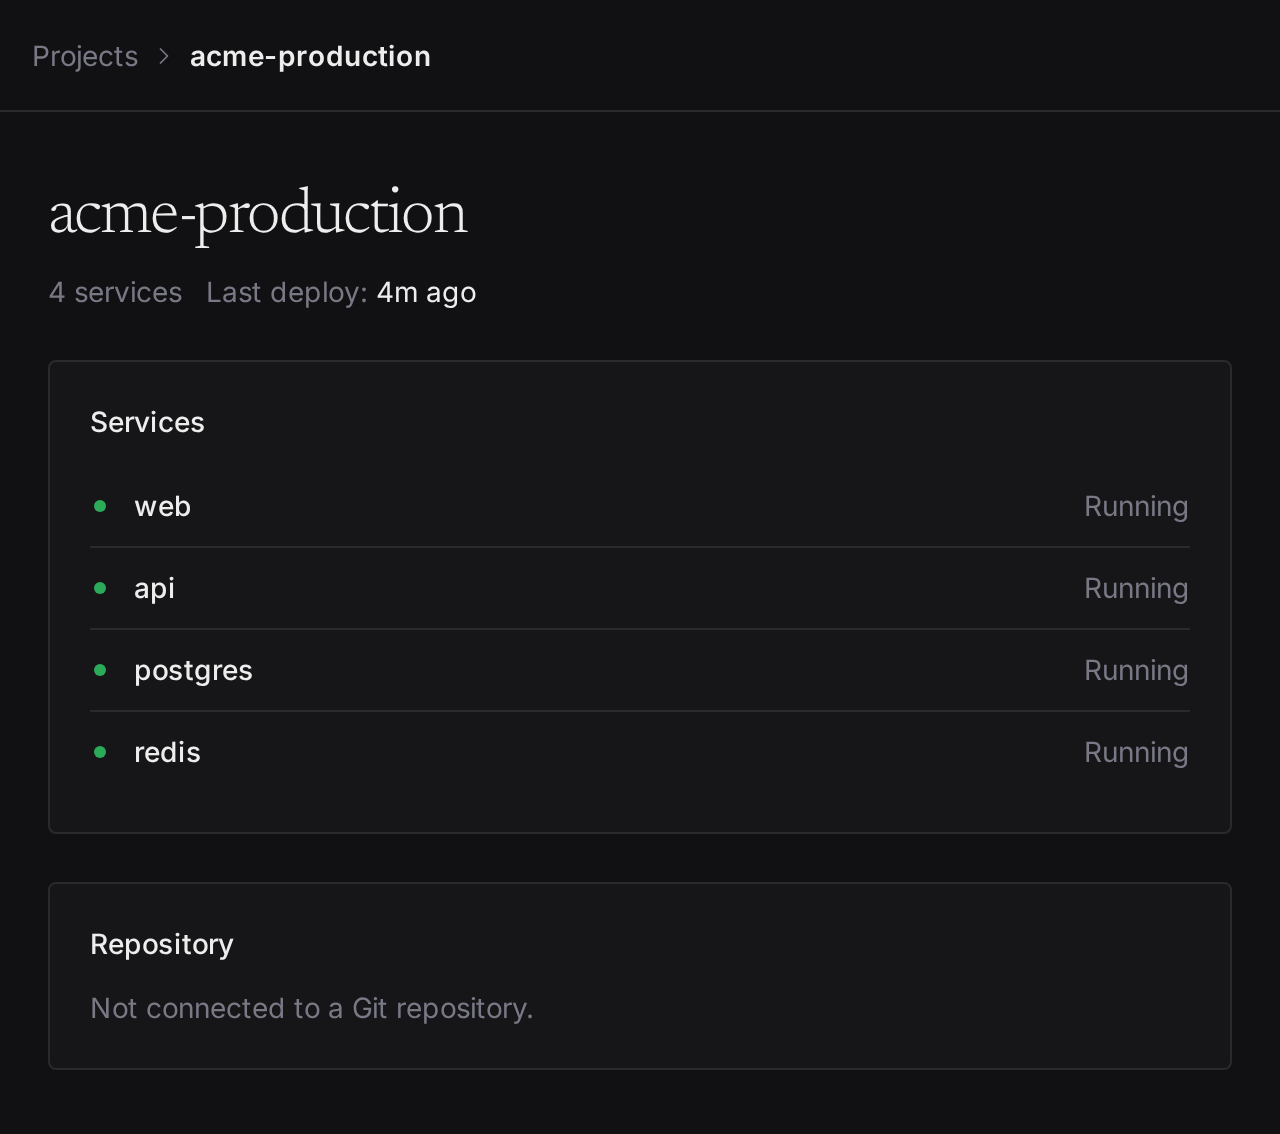 Projects > acme-production
acme-production
4 services Last deploy: 4m ago
Services
web Running
api Running
postgres Running
redis Running
Repository
Not connected to a Git repository.